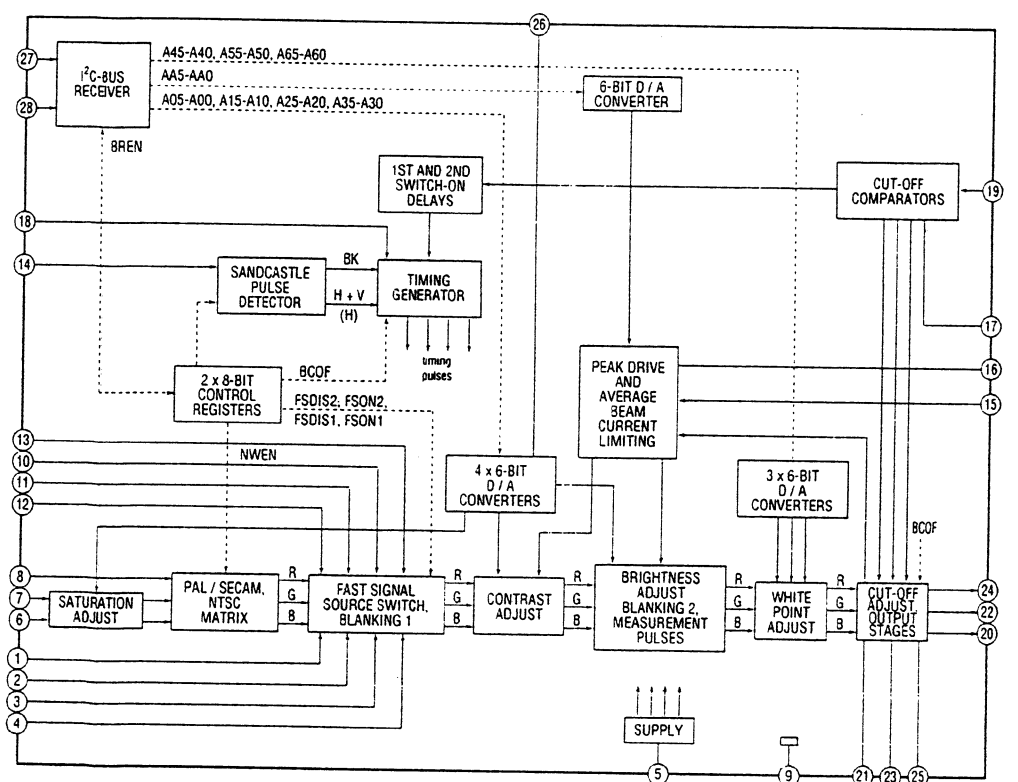 26
27
I²C-BUS
RECEIVER
28
A45-A40, A55-A50, A65-A60
AA5-AA0
A05-A00, A15-A10, A25-A20, A35-A30
BREN
6-BIT D / A
CONVERTER
1ST AND 2ND
SWITCH-ON
DELAYS
CUT-OFF
COMPARATORS
19
18
14
SANDCASTLE
PULSE
DETECTOR
BK
H + V
(H)
TIMING
GENERATOR
timing
pulses
17
16
15
2 x 8-BIT
CONTROL
REGISTERS
BCOF
FSDIS2, FSON2,
FSDIS1, FSON1
PEAK DRIVE
AND
AVERAGE
BEAM
CURRENT
LIMITING
13
10
11
12
NWEN
4 x 6-BIT
D / A
CONVERTERS
3 x 6-BIT
D / A
CONVERTERS
BCOF
8
7
6
SATURATION
ADJUST
PAL / SECAM,
NTSC
MATRIX
R
G
B
FAST SIGNAL
SOURCE SWITCH,
BLANKING 1
R
G
B
CONTRAST
ADJUST
R
G
B
BRIGHTNESS
ADJUST
BLANKING 2,
MEASUREMENT
PULSES
R
G
B
WHITE
POINT
ADJUST
R
G
B
CUT-OFF
ADJUST,
OUTPUT
STAGES
24
22
20
1
2
3
4
SUPPLY
5
9
21
23
25